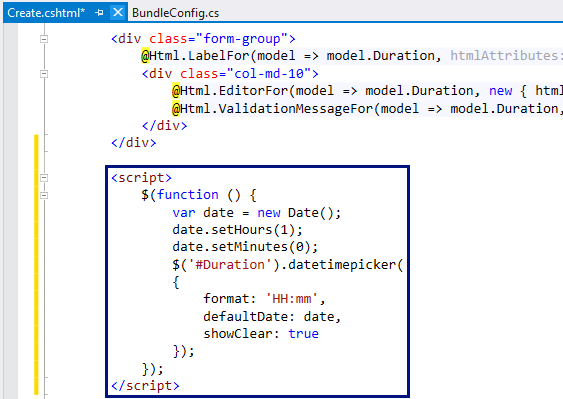 Create.cshtml* BundleConfig.cs
<div class="form-group">
@Html.LabelFor(model => model.Duration, htmlAttributes:
<div class="col-md-10">
@Html.EditorFor(model => model.Duration, new { html
@Html.ValidationMessageFor(model => model.Duration,
</div>
</div>
<script>
$(function () {
var date = new Date();
date.setHours(1);
date.setMinutes(0);
$('#Duration').datetimepicker(
{
format: 'HH:mm',
defaultDate: date,
showClear: true
});
});
</script>